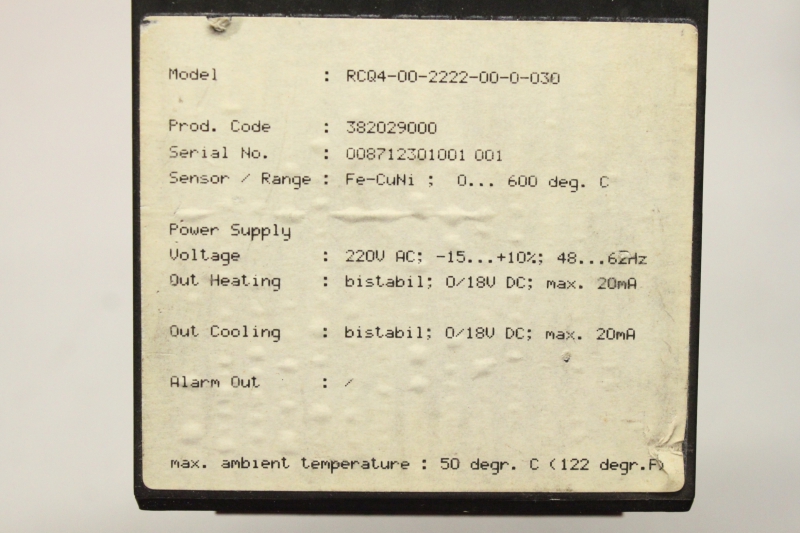 Model : RCQ4-00-2222-00-0-030
Prod. Code : 382029000
Serial No. : 008712301001 001
Sensor / Range : Fe-CuNi ; 0... 600 deg. C
Power Supply
Voltage : 220V AC; -15...+10%; 48...62Hz
Out Heating : bistabil; 0/18V DC; max. 20mA
Out Cooling : bistabil; 0/18V DC; max. 20mA
Alarm Out : /
max. ambient temperature : 50 degr. C (122 degr.F)